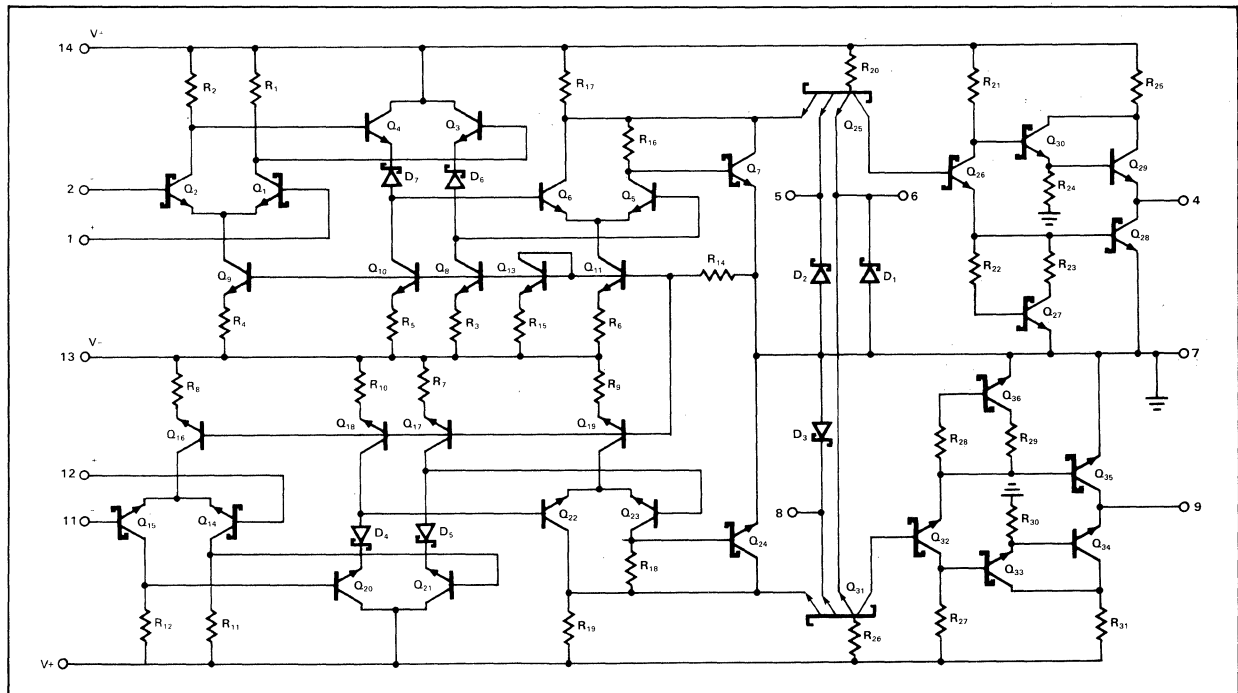 V+
14
R2
R1
R17
R20
R21
R25
Q4
Q3
Q25
Q30
R16
Q7
Q29
D7
D6
Q26
R24
2
-
Q2
Q1
Q6
Q5
5
6
4
1
+
Q28
Q9
Q10
Q8
Q13
Q11
R14
D2
D1
R22
R23
Q27
R4
R5
R3
R15
R6
V-
13
7
R8
R10
R7
R9
Q36
Q16
Q18
Q17
Q19
D3
R28
R29
12
+
Q35
11
-
Q15
Q14
D4
D5
Q22
Q23
Q24
8
R30
9
Q32
Q34
Q33
Q20
Q21
R18
Q31
R12
R11
R19
R26
R27
R31
V+